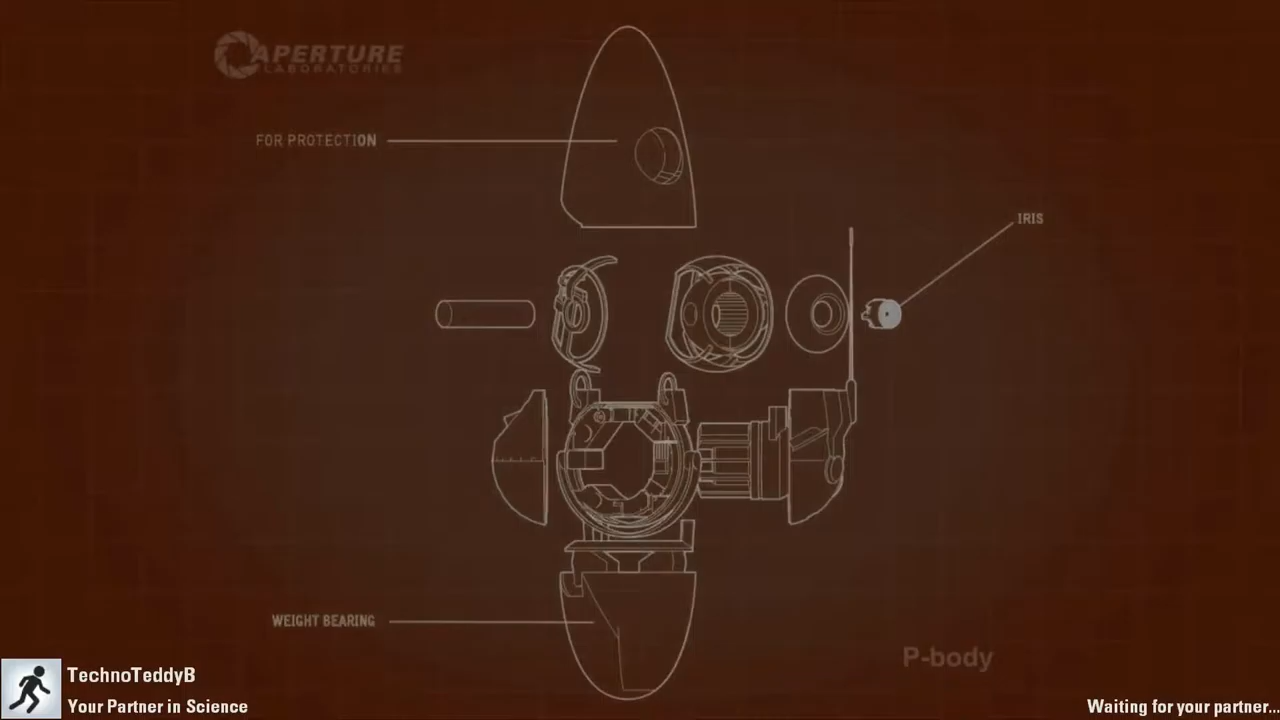 APERTURE
LABORATORIES
FOR PROTECTION
IRIS
WEIGHT BEARING
P-body
TechnoTeddyB
Your Partner in Science
Waiting for your partner...